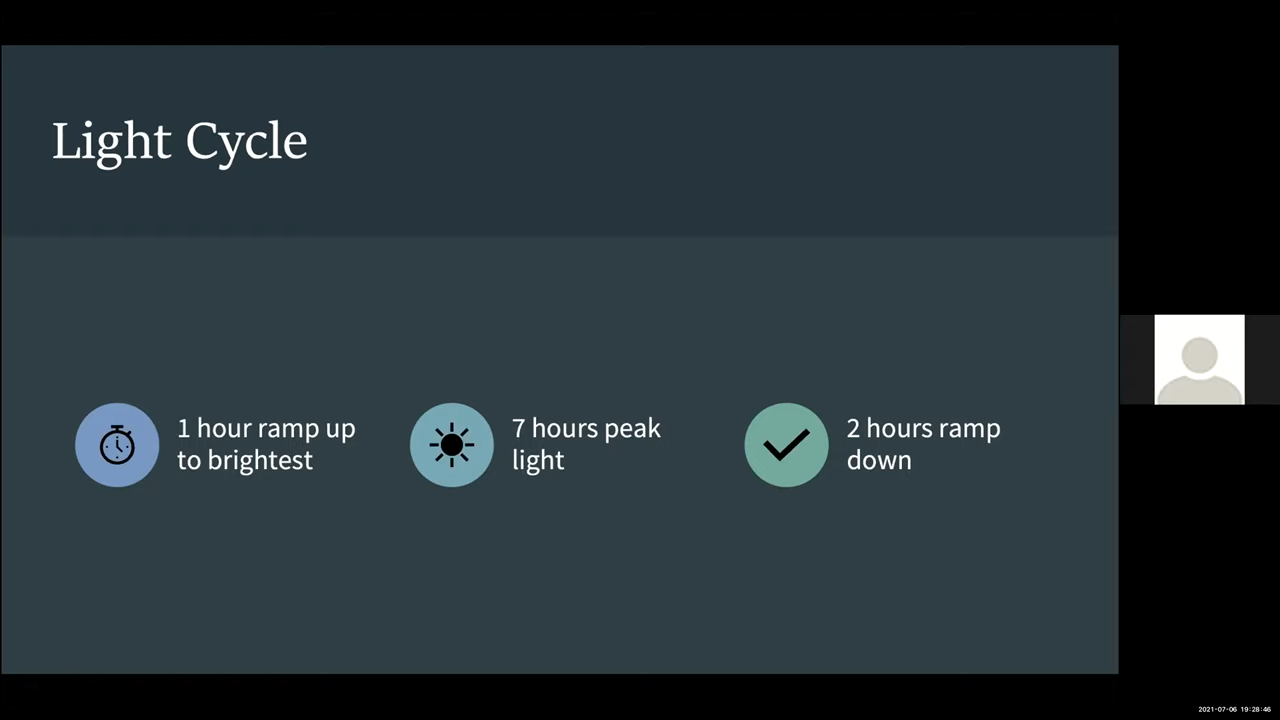 Light Cycle
1 hour ramp up
to brightest
7 hours peak
light
2 hours ramp
down
2021-07-06 19:28:46